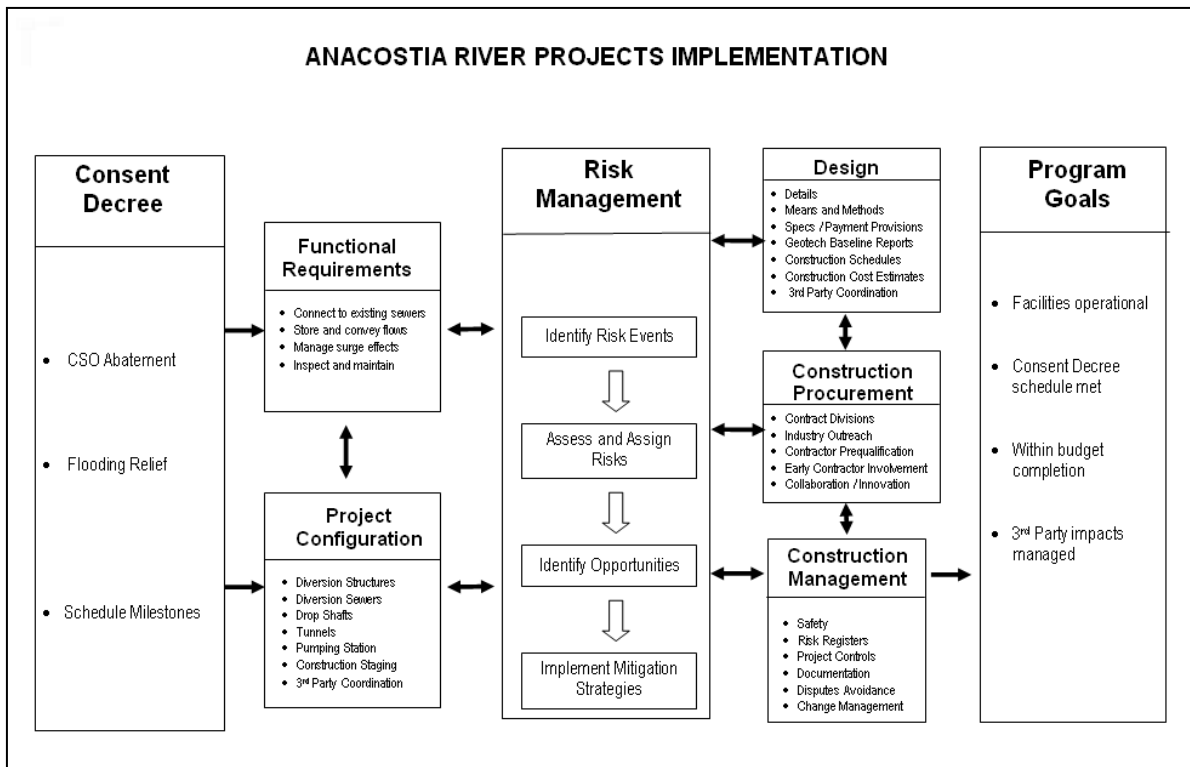 ANACOSTIA RIVER PROJECTS IMPLEMENTATION
Consent
Decree
• CSO Abatement
• Flooding Relief
• Schedule Milestones
Functional
Requirements
• Connect to existing sewers
• Store and convey flows
• Manage surge effects
• Inspect and maintain
Project
Configuration
• Diversion Structures
• Diversion Sewers
• Drop Shafts
• Tunnels
• Pumping Station
• Construction Staging
• 3rd Party Coordination
Risk
Management
Identify Risk Events
Assess and Assign
Risks
Identify Opportunities
Implement Mitigation
Strategies
Design
• Details
• Means and Methods
• Specs / Payment Provisions
• Geotech Baseline Reports
• Construction Schedules
• Construction Cost Estimates
• 3rd Party Coordination
Construction
Procurement
• Contract Divisions
• Industry Outreach
• Contractor Prequalification
• Early Contractor Involvement
• Collaboration / Innovation
Construction
Management
• Safety
• Risk Registers
• Project Controls
• Documentation
• Disputes Avoidance
• Change Management
Program
Goals
• Facilities operational
• Consent Decree
schedule met
• Within budget
completion
• 3rd Party impacts
managed